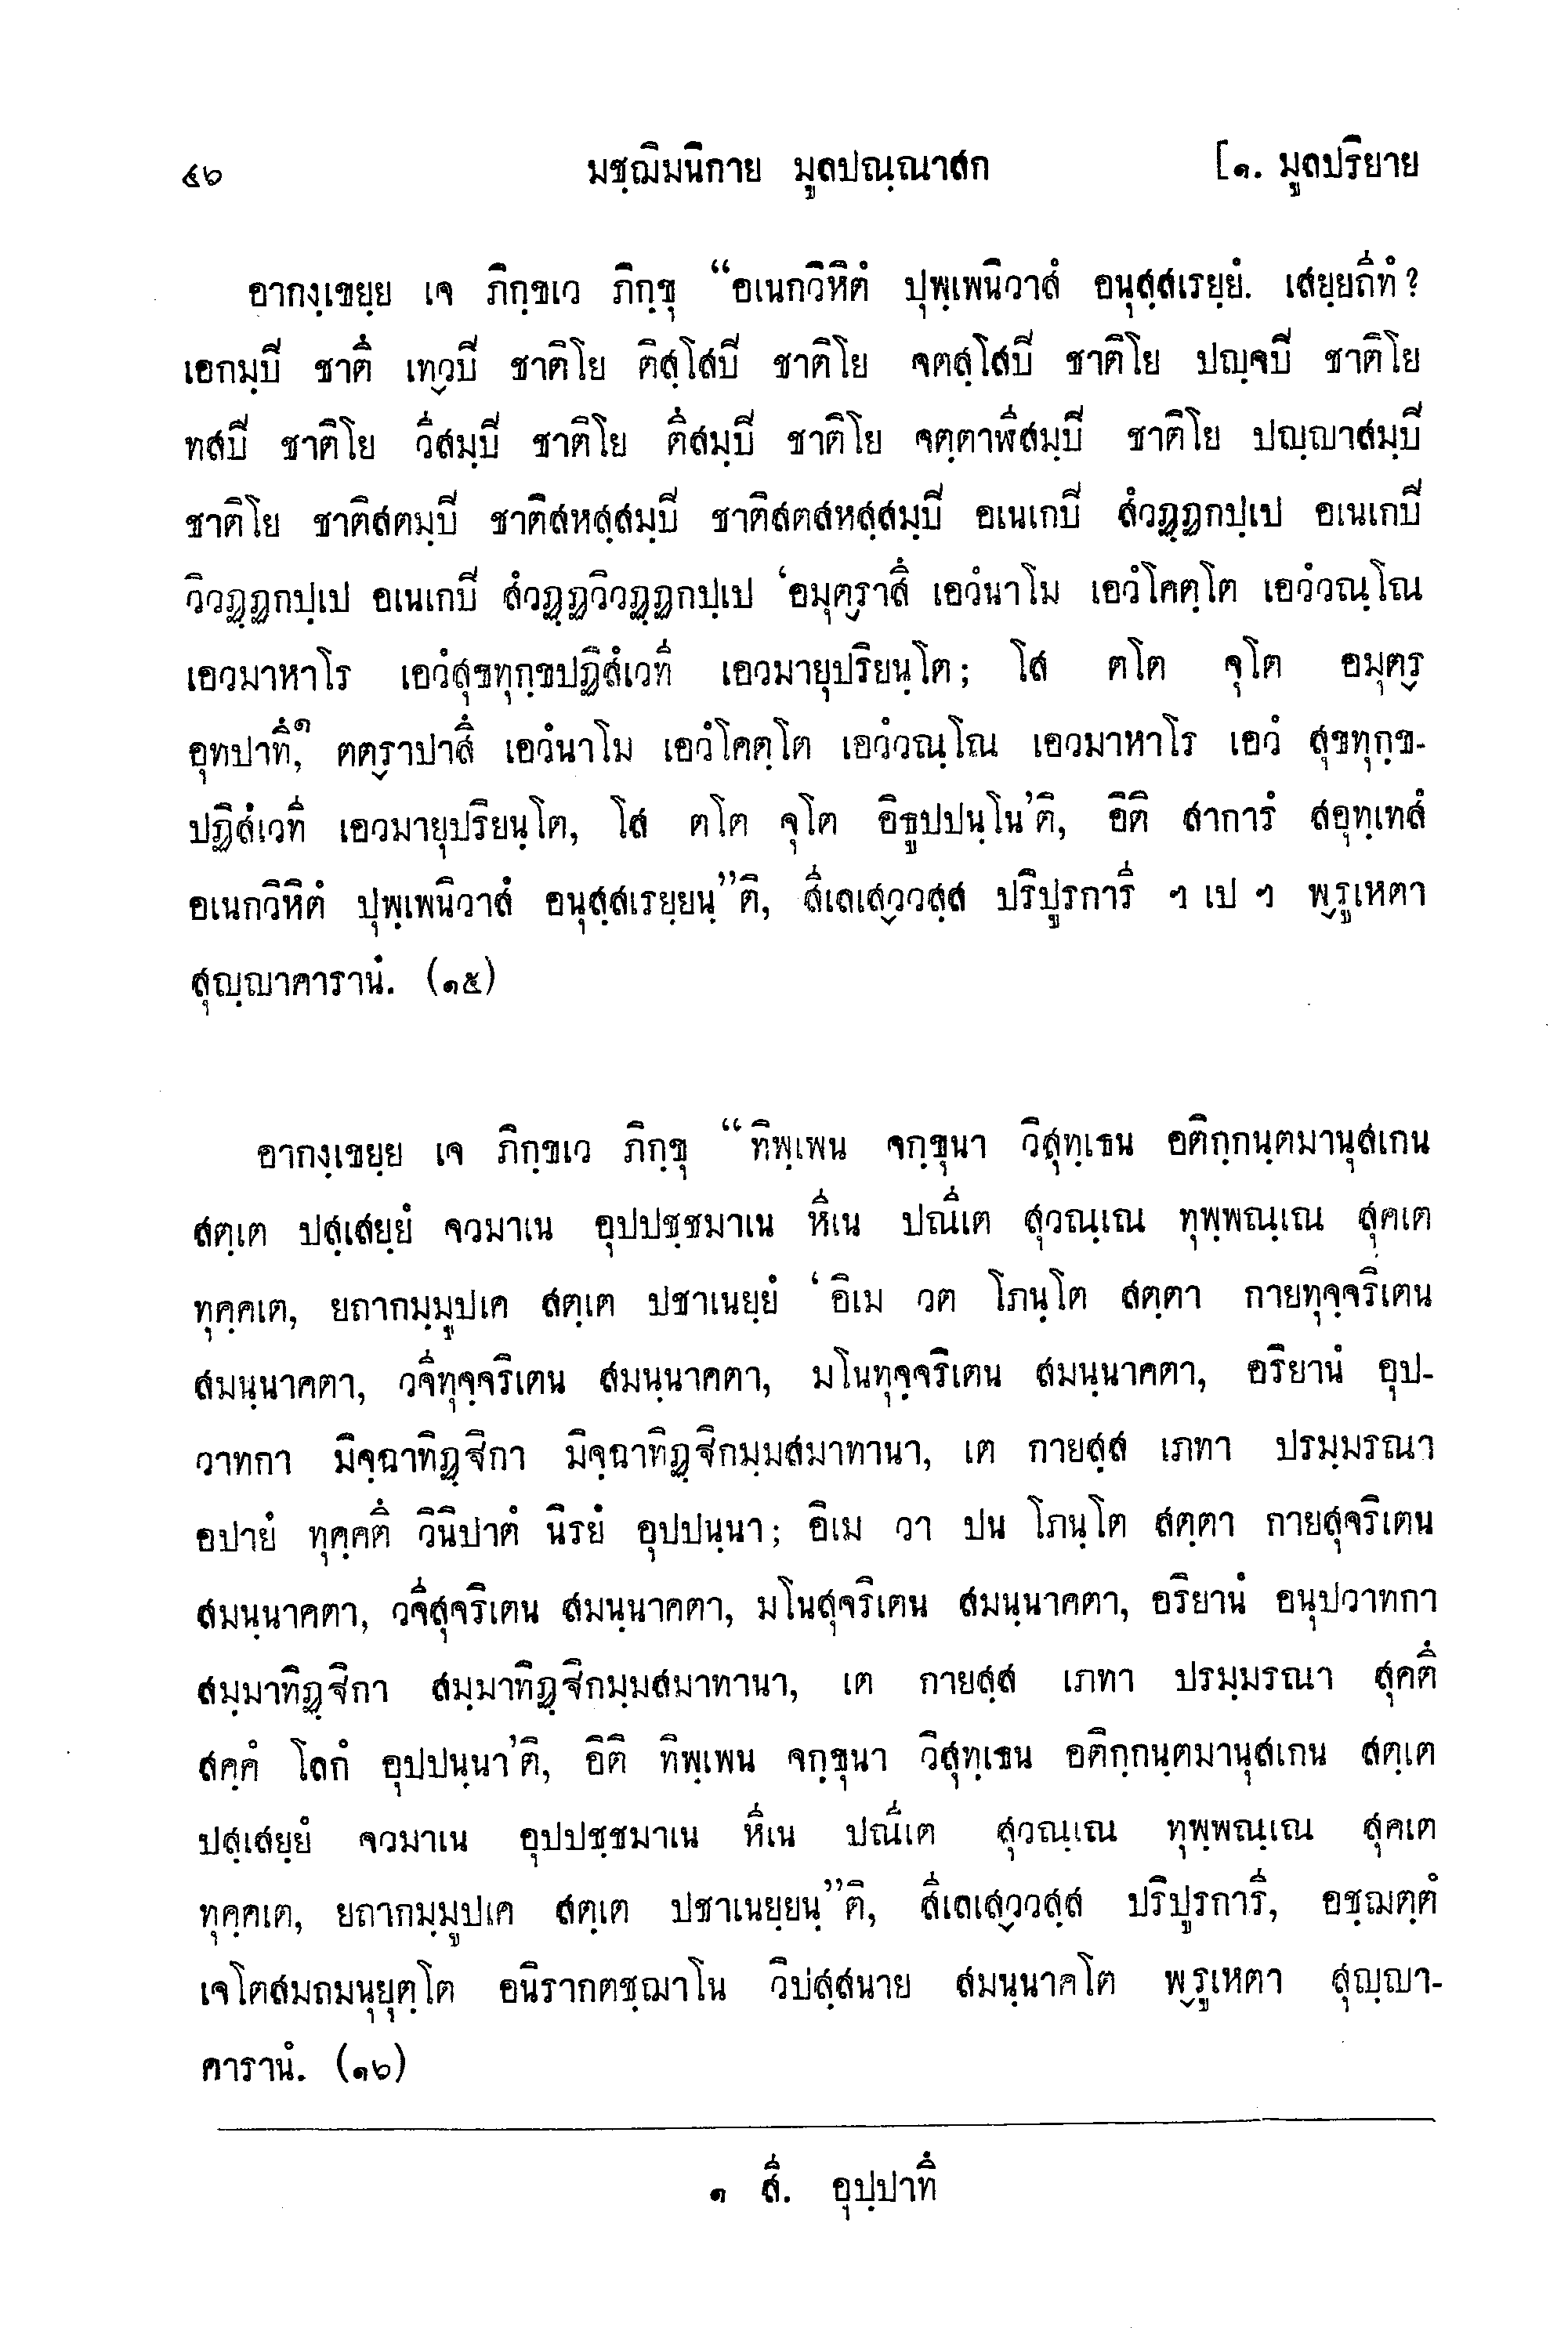 ๔๖ มชฺฌิมนิกาย มูลปณฺณาสก [๑. มูลปริยาย
อากงฺเขยฺย เจ ภิกฺขเว ภิกฺขุ “อเนกวิหิตํ ปุพฺเพนิวาสํ อนุสฺสเรยฺยํ. เสยฺยถีทํ?
เอกมฺปิ ชาตึ เทฺวปิ ชาติโย ติสฺโสปิ ชาติโย จตสฺโสปิ ชาติโย ปญฺจปิ ชาติโย
ทสปิ ชาติโย วีสมฺปิ ชาติโย ตึสมฺปิ ชาติโย จตฺตาฬีสมฺปิ ชาติโย ปญฺญาสมฺปิ
ชาติโย ชาติสตมฺปิ ชาติสหสฺสมฺปิ ชาติสตสหสฺสมฺปิ อเนเกปิ สํวฏฺฏกปฺเป อเนเกปิ
วิวฏฺฏกปฺเป อเนเกปิ สํวฏฺฏวิวฏฺฏกปฺเป ‘อมุตฺราสึ เอวํนาโม เอวํโคตฺโต เอวํวณฺโณ
เอวมาหาโร เอวํสุขทุกฺขปฏิสํเวที เอวมายุปริยนฺโต; โส ตโต จุโต อมุตฺร
อุทปาทึ,๑ ตตฺราปาสึ เอวํนาโม เอวํโคตฺโต เอวํวณฺโณ เอวมาหาโร เอวํ สุขทุกฺข-
ปฏิสํเวที เอวมายุปริยนฺโต, โส ตโต จุโต อิธูปปนฺโน’ติ, อิติ สาการํ สอุทฺเทสํ
อเนกวิหิตํ ปุพฺเพนิวาสํ อนุสฺสเรยฺยนฺ”ติ, สีเลเสฺววสฺส ปริปูรการี ฯ เป ฯ พฺรูเหตา
สุญฺญาคารานํ. (๑๕)
อากงฺเขยฺย เจ ภิกฺขเว ภิกฺขุ “ทิพฺเพน จกฺขุนา วิสุทฺเธน อติกฺกนฺตมานุสเกน
สตฺเต ปสฺเสยฺยํ จวมาเน อุปปชฺชมาเน หีเน ปณีเต สุวณฺเณ ทุพฺพณฺเณ สุคเต
ทุคฺคเต, ยถากมฺมูปเค สตฺเต ปชาเนยฺยํ ‘อิเม วต โภนฺโต สตฺตา กายทุจฺจริเตน
สมนฺนาคตา, วจีทุจฺจริเตน สมนฺนาคตา, มโนทุจฺจริเตน สมนฺนาคตา, อริยานํ อุป-
วาทกา มิจฺฉาทิฏฺฐิกา มิจฺฉาทิฏฺฐิกมฺมสมาทานา, เต กายสฺส เภทา ปรมฺมรณา
อปายํ ทุคฺคตึ วินิปาตํ นิรยํ อุปปนฺนา; อิเม วา ปน โภนฺโต สตฺตา กายสุจริเตน
สมนฺนาคตา, วจีสุจริเตน สมนฺนาคตา, มโนสุจริเตน สมนฺนาคตา, อริยานํ อนุปวาทกา
สมฺมาทิฏฺฐิกา สมฺมาทิฏฺฐิกมฺมสมาทานา, เต กายสฺส เภทา ปรมฺมรณา สุคตึ
สคฺคํ โลกํ อุปปนฺนา’ติ, อิติ ทิพฺเพน จกฺขุนา วิสุทฺเธน อติกฺกนฺตมานุสเกน สตฺเต
ปสฺเสยฺยํ จวมาเน อุปปชฺชมาเน หีเน ปณีเต สุวณฺเณ ทุพฺพณฺเณ สุคเต
ทุคฺคเต, ยถากมฺมูปเค สตฺเต ปชาเนยฺยนฺ”ติ, สีเลเสฺววสฺส ปริปูรการี, อชฺฌตฺตํ
เจโตสมถมนุยุตฺโต อนิรากตชฺฌาโน วิปสฺสนาย สมนฺนาคโต พฺรูเหตา สุญฺญา-
คารานํ. (๑๖)
๑ สี. อุปฺปาทึ